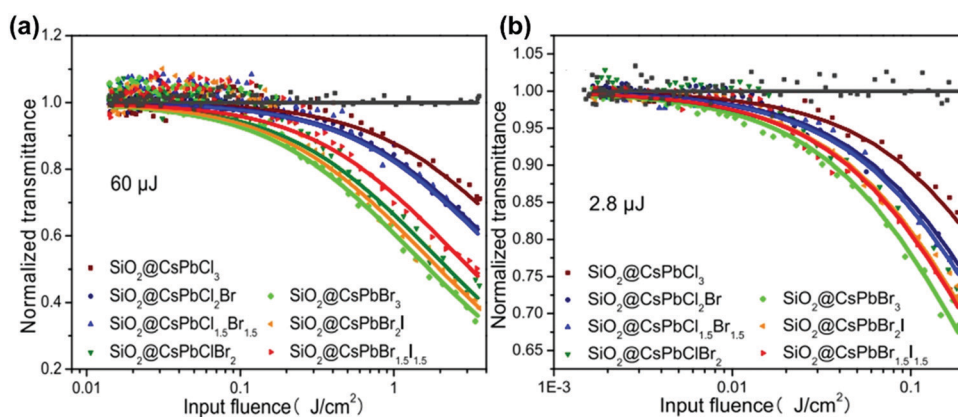 (a)
1.2
1.0
0.8
0.6
0.4
0.2
Normalized transmittance
60 µJ
SiO₂@CsPbCl₃
SiO₂@CsPbCl₂Br
SiO₂@CsPbCl₁.₅Br₁.₅
SiO₂@CsPbClBr₂
SiO₂@CsPbBr₃
SiO₂@CsPbBr₂I
SiO₂@CsPbBr₁.₅I₁.₅
0.01 0.1 1
Input fluence( J/cm²)
(b)
1.05
1.00
0.95
0.90
0.85
0.80
0.75
0.70
0.65
Normalized transmittance
2.8 µJ
SiO₂@CsPbCl₃
SiO₂@CsPbCl₂Br
SiO₂@CsPbCl₁.₅Br₁.₅
SiO₂@CsPbClBr₂
SiO₂@CsPbBr₃
SiO₂@CsPbBr₂I
SiO₂@CsPbBr₁.₅I₁.₅
1E-3 0.01 0.1
Input fluence( J/cm²)